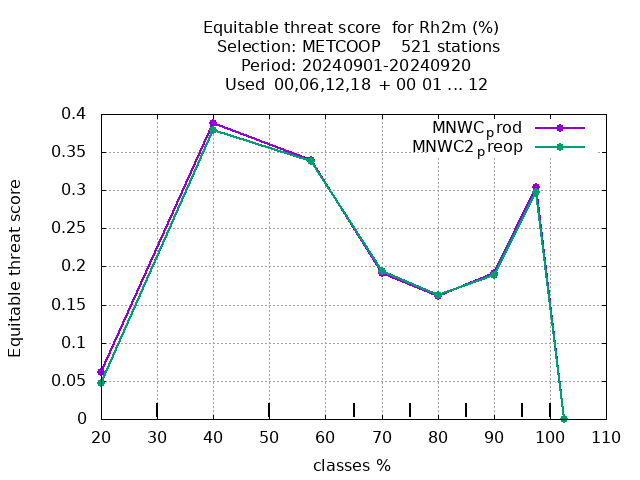 Equitable threat score for Rh2m (%)
Selection: METCOOP 521 stations
Period: 20240901-20240920
Used 00,06,12,18 + 00 01 ... 12
MNWCprod
MNWC2preop
Equitable threat score
0.4
0.35
0.3
0.25
0.2
0.15
0.1
0.05
0
20 30 40 50 60 70 80 90 100 110
classes %